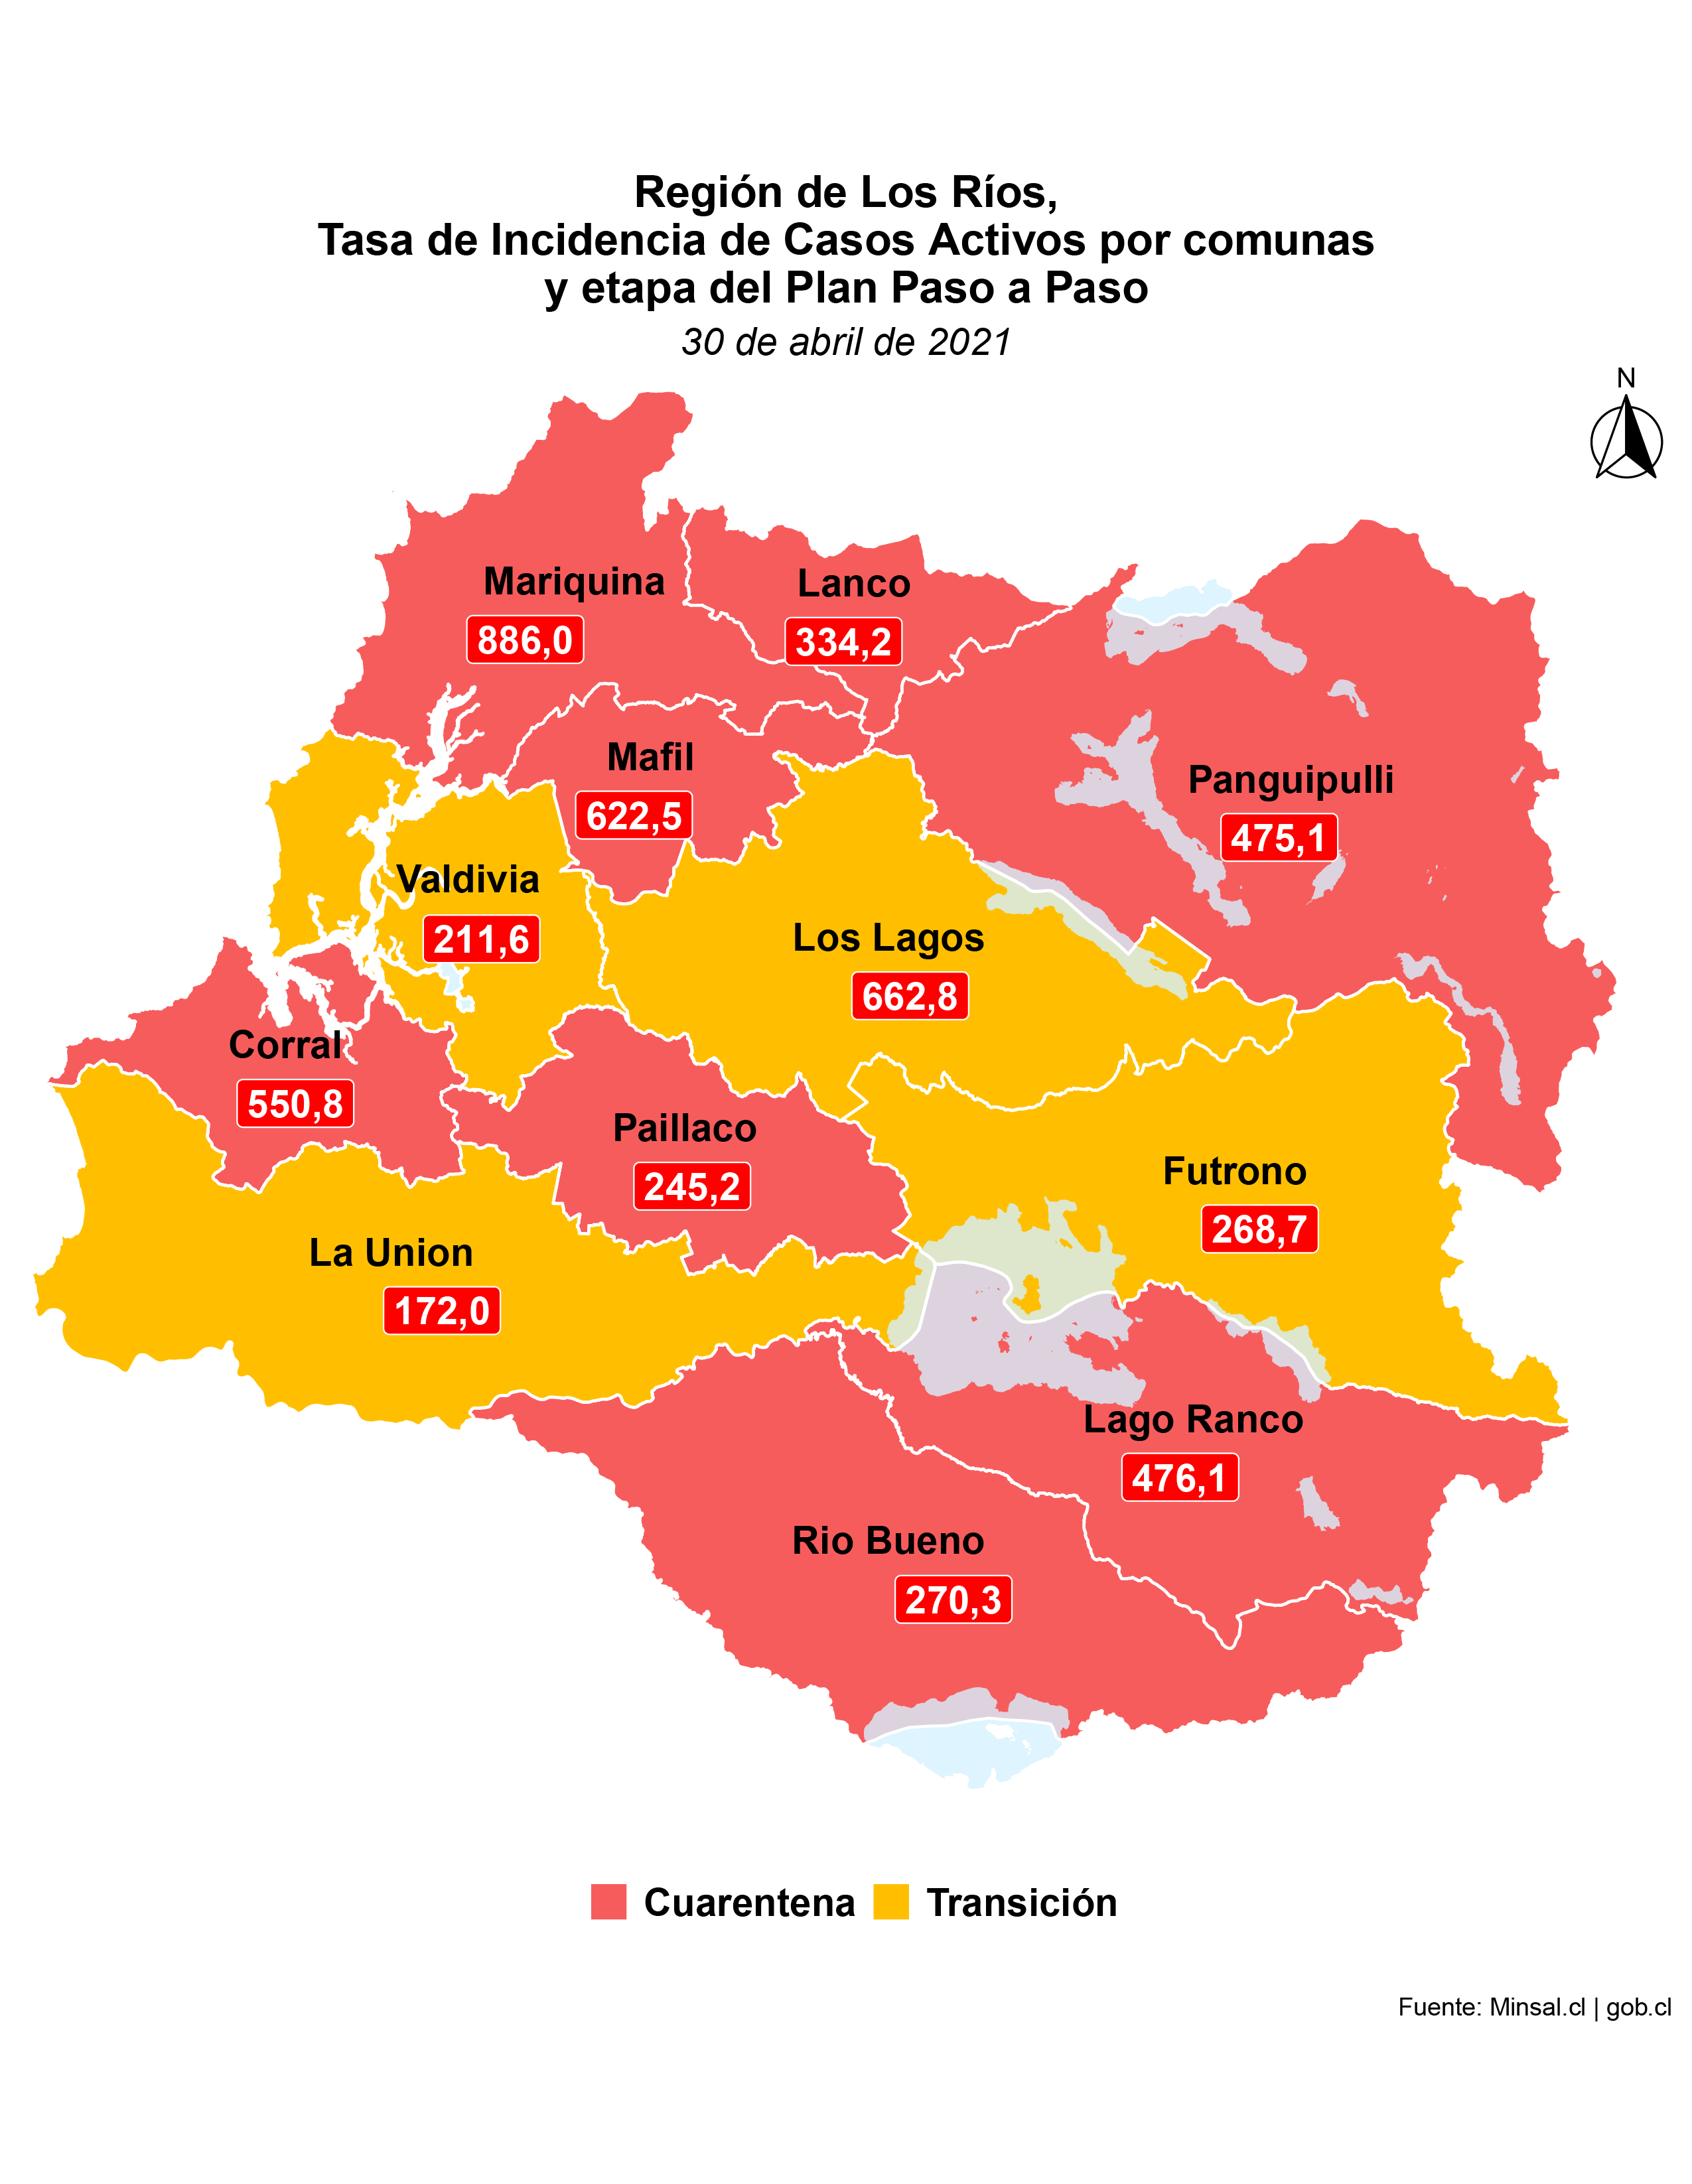 Región de Los Ríos,
Tasa de Incidencia de Casos Activos por comunas
y etapa del Plan Paso a Paso
30 de abril de 2021
N
Mariquina
886,0
Lanco
334,2
Mafil
622,5
Panguipulli
475,1
Valdivia
211,6
Los Lagos
662,8
Corral
550,8
Paillaco
245,2
Futrono
268,7
La Union
172,0
Lago Ranco
476,1
Rio Bueno
270,3
Cuarentena
Transición
Fuente: Minsal.cl | gob.cl